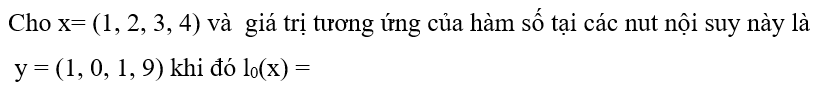 Cho x= (1, 2, 3, 4) và  giá trị tương ứng của hàm số tại các nut nội suy này là
y = (1, 0, 1, 9) khi đó l₀(x) =